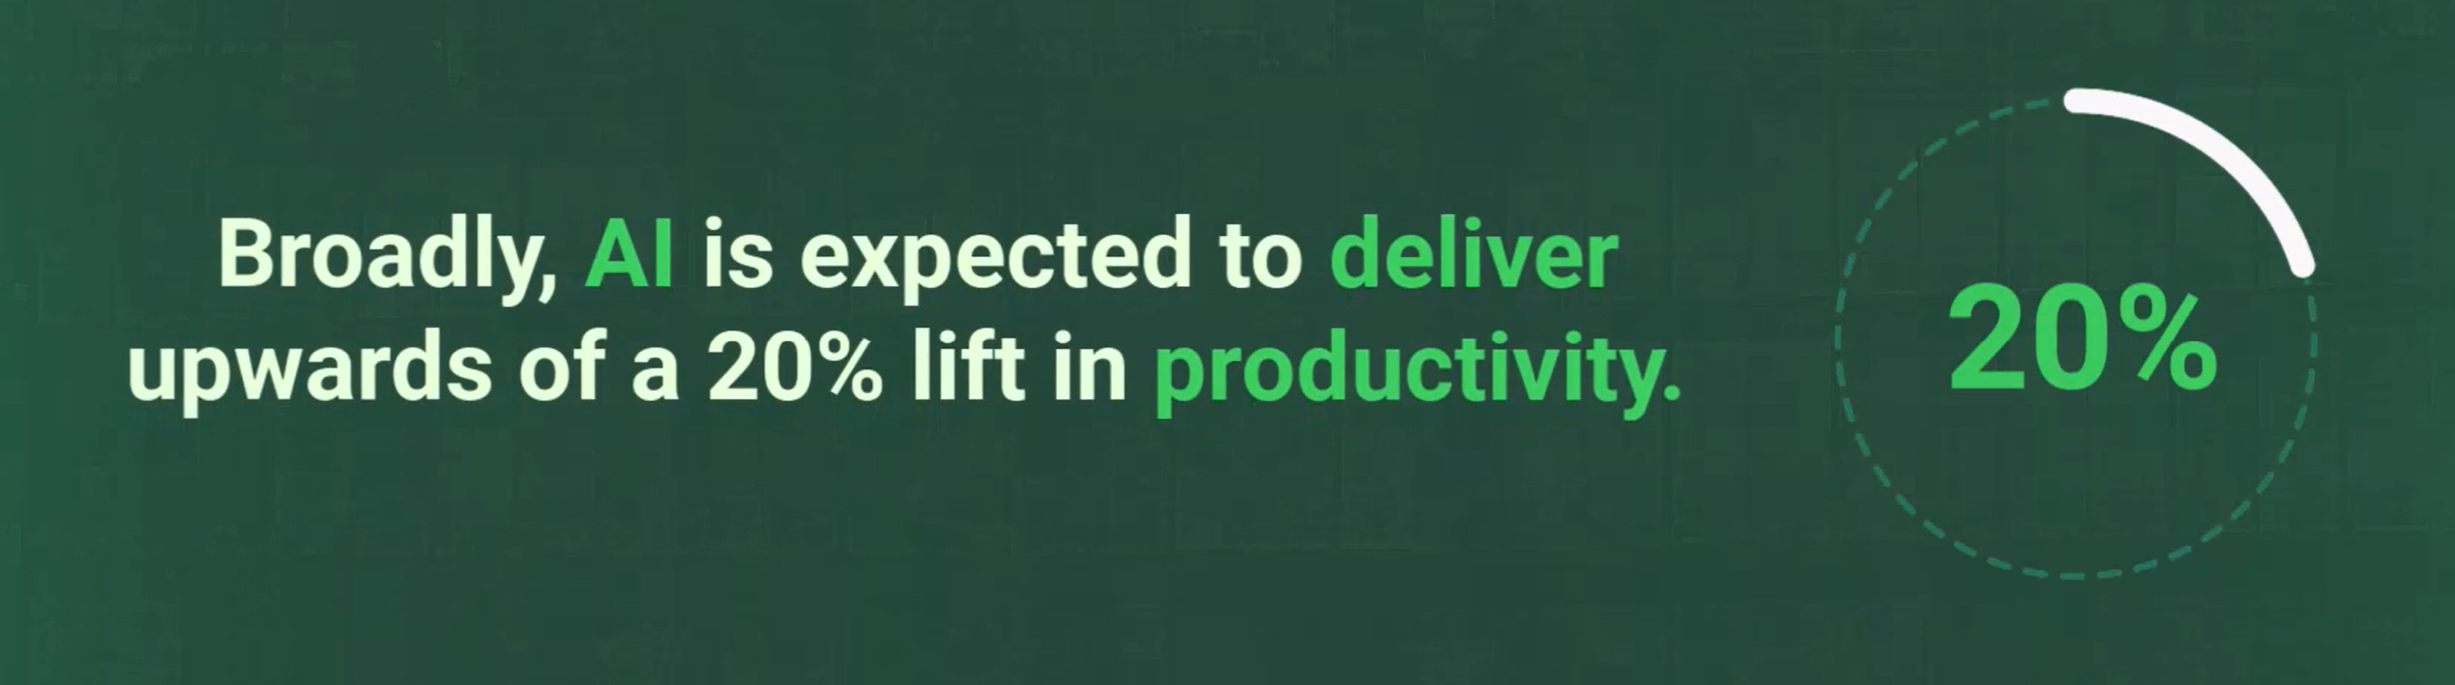 Broadly, AI is expected to deliver
upwards of a 20% lift in productivity.
20%